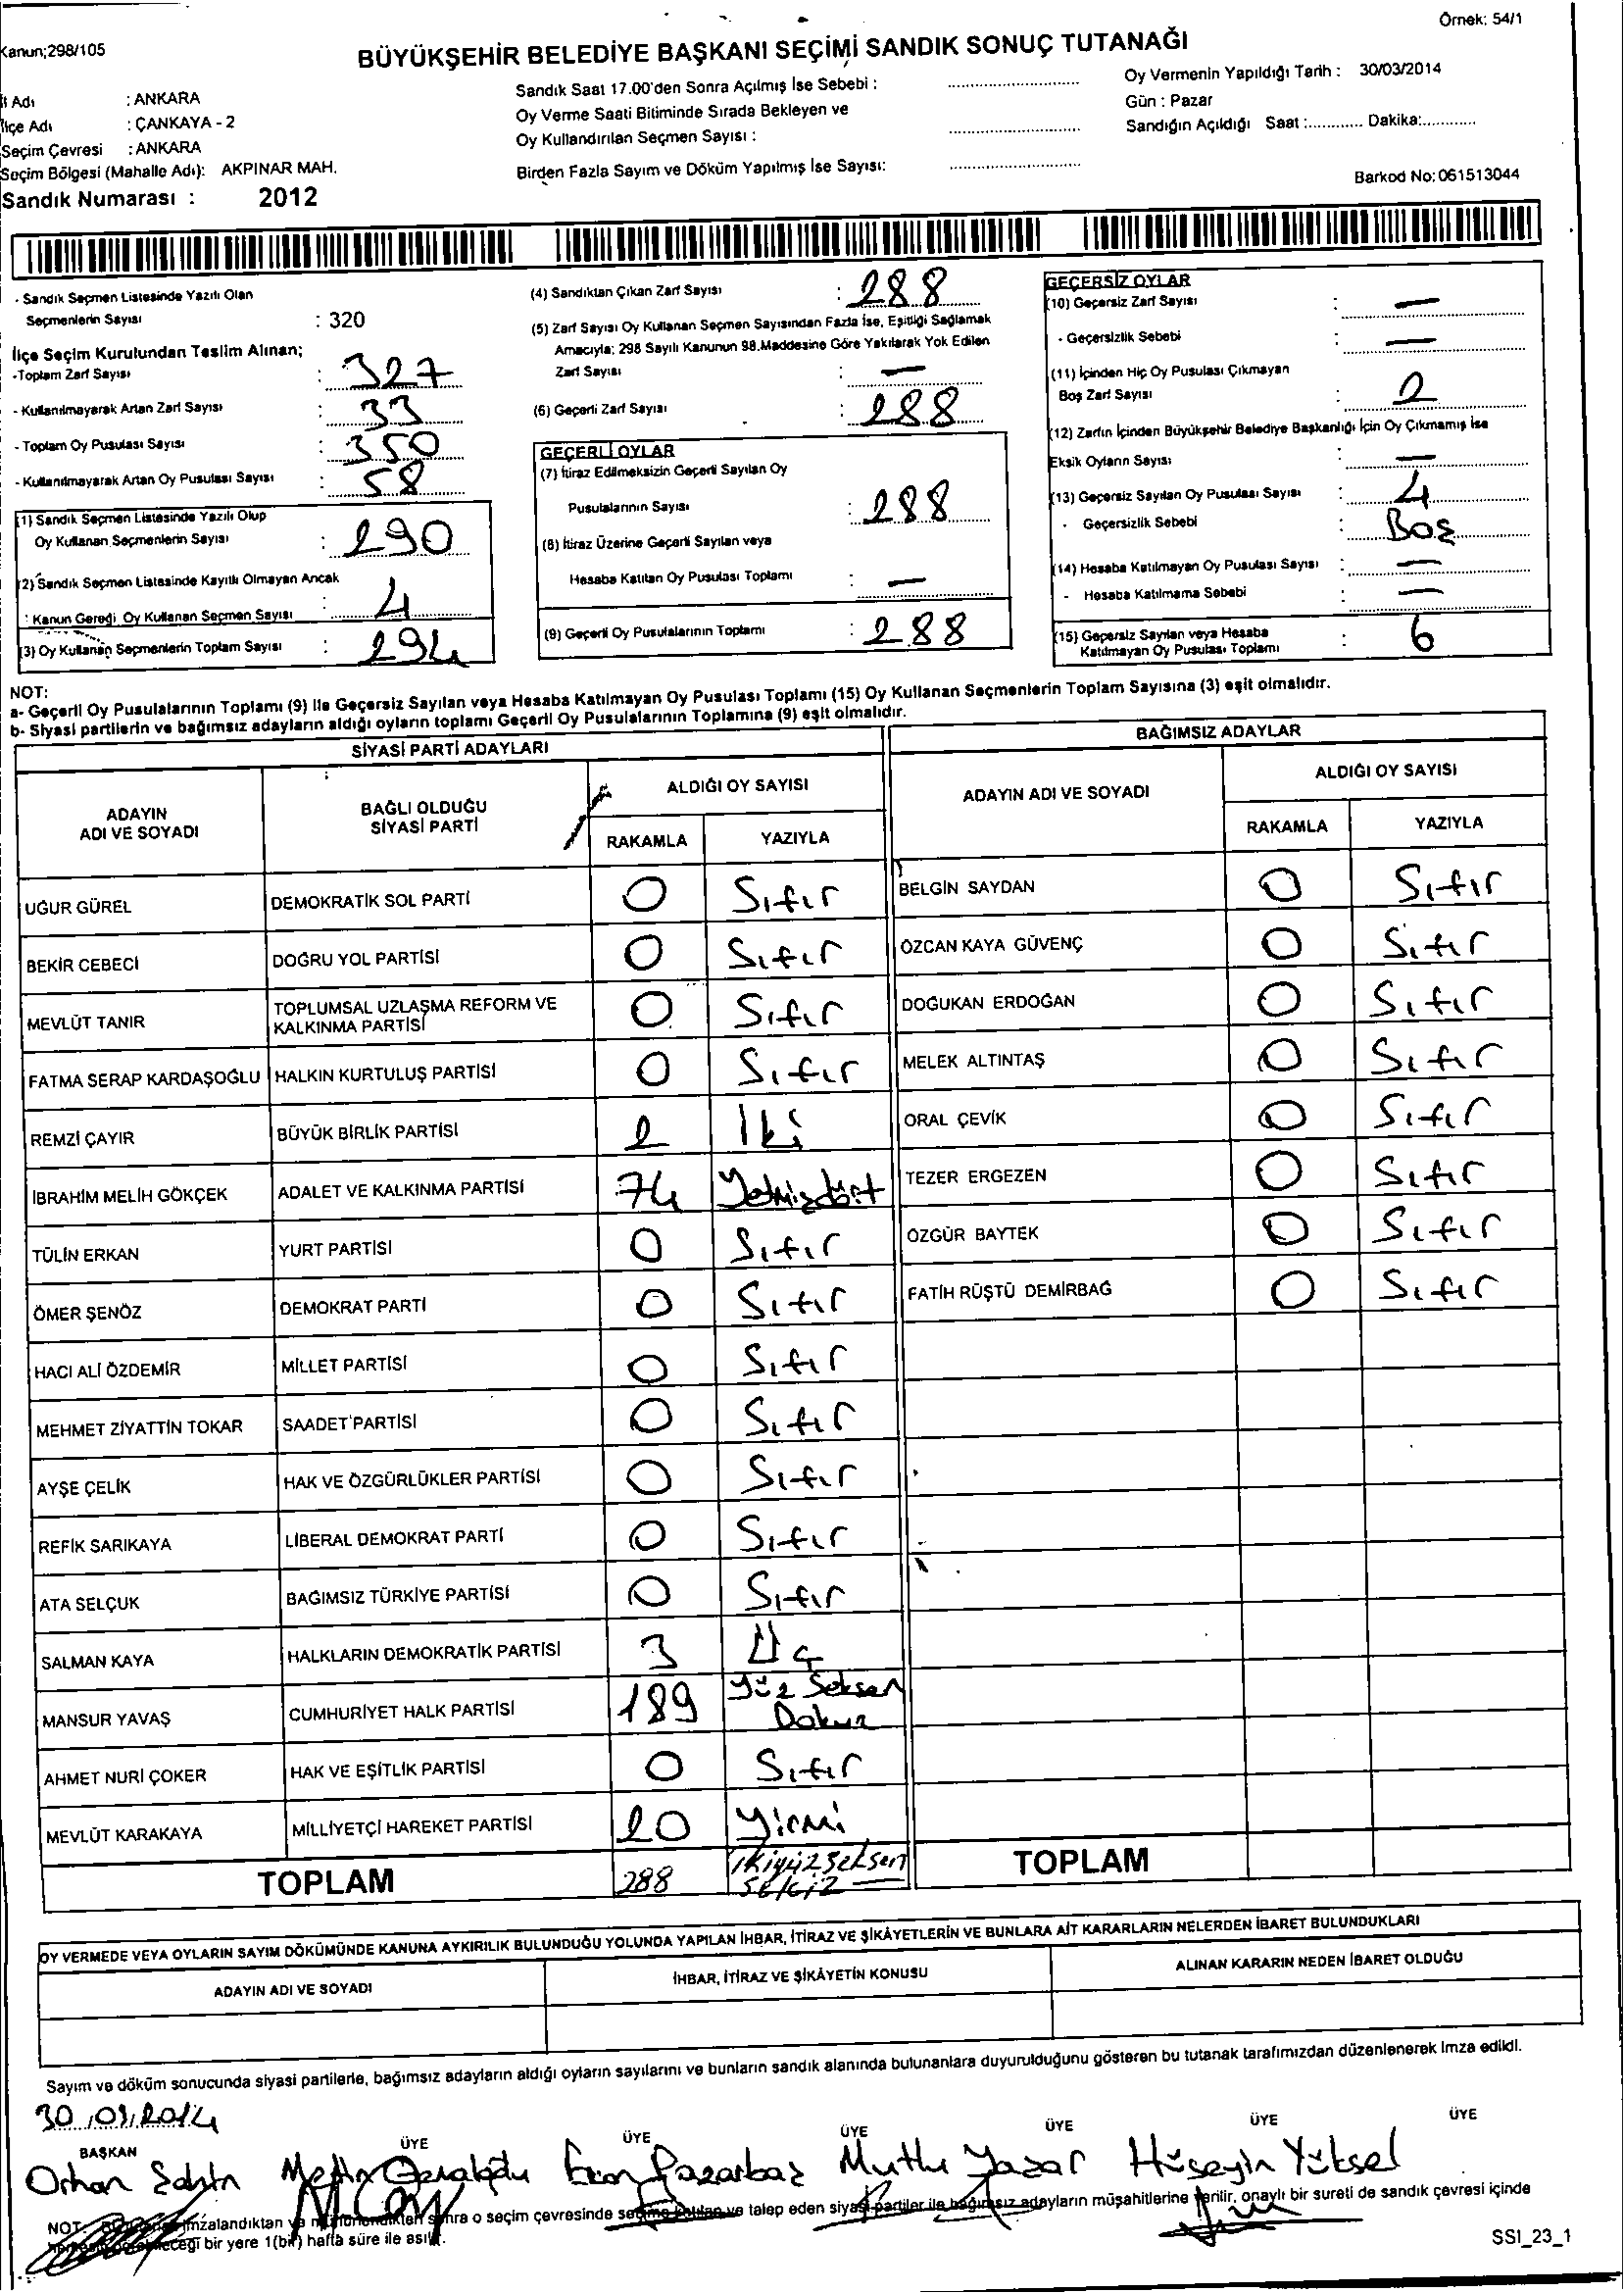 Örnek: 54/1
Kanun;298/105
BÜYÜKŞEHİR BELEDİYE BAŞKANI SEÇİMİ SANDIK SONUÇ TUTANAĞI
İl Adı : ANKARA
İlçe Adı : ÇANKAYA - 2
Seçim Çevresi : ANKARA
Seçim Bölgesi (Mahalle Adı): AKPINAR MAH.
Sandık Numarası : 2012
Sandık Saat 17.00'den Sonra Açılmış İse Sebebi :
Oy Verme Saati Bitiminde Sırada Bekleyen ve
Oy Kullandırılan Seçmen Sayısı :
Birden Fazla Sayım ve Döküm Yapılmış İse Sayısı:
Oy Vermenin Yapıldığı Tarih : 30/03/2014
Gün : Pazar
Sandığın Açıldığı Saat :............ Dakika:............
Barkod No: 061513044
- Sandık Seçmen Listesinde Yazılı Olan
Seçmenlerin Sayısı : 320
İlçe Seçim Kurulundan Teslim Alınan;
-Toplam Zarf Sayısı : 327
- Kullanılmayarak Artan Zarf Sayısı : 33
- Toplam Oy Pusulası Sayısı : 350
- Kullanılmayarak Artan Oy Pusulası Sayısı : 58
(1) Sandık Seçmen Listesinde Yazılı Olup
Oy Kullanan Seçmenlerin Sayısı : 290
(2) Sandık Seçmen Listesinde Kayıtlı Olmayan Ancak
Kanun Gereği Oy Kullanan Seçmen Sayısı : 4
(3) Oy Kullanan Seçmenlerin Toplam Sayısı : 294
(4) Sandıktan Çıkan Zarf Sayısı : 288
(5) Zarf Sayısı Oy Kullanan Seçmen Sayısından Fazla İse, Eşitliği Sağlamak
Amacıyla; 298 Sayılı Kanunun 98.Maddesine Göre Yakılarak Yok Edilen
Zarf Sayısı : —
(6) Geçerli Zarf Sayısı : 288
GEÇERLİ OYLAR
(7) İtiraz Edilmeksizin Geçerli Sayılan Oy
Pusulalarının Sayısı : 288
(8) İtiraz Üzerine Geçerli Sayılan veya
Hesaba Katılan Oy Pusulası Toplamı : —
(9) Geçerli Oy Pusulalarının Toplamı : 288
GEÇERSİZ OYLAR
(10) Geçersiz Zarf Sayısı : —
- Geçersizlik Sebebi : —
(11) İçinden Hiç Oy Pusulası Çıkmayan
Boş Zarf Sayısı : 2
(12) Zarfın İçinden Büyükşehir Belediye Başkanlığı İçin Oy Çıkmamış İse
Eksik Oyların Sayısı : —
(13) Geçersiz Sayılan Oy Pusulası Sayısı : 4
- Geçersizlik Sebebi : Boş
(14) Hesaba Katılmayan Oy Pusulası Sayısı : —
- Hesaba Katılmama Sebebi : —
(15) Geçersiz Sayılan veya Hesaba
Katılmayan Oy Pusulası Toplamı : 6
NOT:
a- Geçerli Oy Pusulalarının Toplamı (9) ile Geçersiz Sayılan veya Hesaba Katılmayan Oy Pusulası Toplamı (15) Oy Kullanan Seçmenlerin Toplam Sayısına (3) eşit olmalıdır.
b- Siyasi partilerin ve bağımsız adayların aldığı oyların toplamı Geçerli Oy Pusulalarının Toplamına (9) eşit olmalıdır.
SİYASİ PARTİ ADAYLARI
ADAYIN
ADI VE SOYADI
BAĞLI OLDUĞU
SİYASİ PARTİ
ALDIĞI OY SAYISI
RAKAMLA YAZIYLA
UĞUR GÜREL DEMOKRATİK SOL PARTİ 0 Sıfır
BEKİR CEBECİ DOĞRU YOL PARTİSİ 0 Sıfır
MEVLÜT TANIR TOPLUMSAL UZLAŞMA REFORM VE
KALKINMA PARTİSİ 0 Sıfır
FATMA SERAP KARDAŞOĞLU HALKIN KURTULUŞ PARTİSİ 0 Sıfır
REMZİ ÇAYIR BÜYÜK BİRLİK PARTİSİ 2 İki
İBRAHİM MELİH GÖKÇEK ADALET VE KALKINMA PARTİSİ 74 Yetmişdört
TÜLİN ERKAN YURT PARTİSİ 0 Sıfır
ÖMER ŞENÖZ DEMOKRAT PARTİ 0 Sıfır
HACI ALİ ÖZDEMİR MİLLET PARTİSİ 0 Sıfır
MEHMET ZİYATTİN TOKAR SAADET PARTİSİ 0 Sıfır
AYŞE ÇELİK HAK VE ÖZGÜRLÜKLER PARTİSİ 0 Sıfır
REFİK SARIKAYA LİBERAL DEMOKRAT PARTİ 0 Sıfır
ATA SELÇUK BAĞIMSIZ TÜRKİYE PARTİSİ 0 Sıfır
SALMAN KAYA HALKLARIN DEMOKRATİK PARTİSİ 3 Üç
MANSUR YAVAŞ CUMHURİYET HALK PARTİSİ 189 Yüz Seksen
Dokuz
AHMET NURİ ÇOKER HAK VE EŞİTLİK PARTİSİ 0 Sıfır
MEVLÜT KARAKAYA MİLLİYETÇİ HAREKET PARTİSİ 20 Yirmi
TOPLAM 288 ikiyüzseksen
sekiz
BAĞIMSIZ ADAYLAR
ADAYIN ADI VE SOYADI
ALDIĞI OY SAYISI
RAKAMLA YAZIYLA
BELGİN SAYDAN 0 Sıfır
ÖZCAN KAYA GÜVENÇ 0 Sıfır
DOĞUKAN ERDOĞAN 0 Sıfır
MELEK ALTINTAŞ 0 Sıfır
ORAL ÇEVİK 0 Sıfır
TEZER ERGEZEN 0 Sıfır
ÖZGÜR BAYTEK 0 Sıfır
FATİH RÜŞTÜ DEMİRBAĞ 0 Sıfır
TOPLAM
OY VERMEDE VEYA OYLARIN SAYIM DÖKÜMÜNDE KANUNA AYKIRILIK BULUNDUĞU YOLUNDA YAPILAN İHBAR, İTİRAZ VE ŞİKÂYETLERİN VE BUNLARA AİT KARARLARIN NELERDEN İBARET BULUNDUKLARI
ADAYIN ADI VE SOYADI
İHBAR, İTİRAZ VE ŞİKÂYETİN KONUSU
ALINAN KARARIN NEDEN İBARET OLDUĞU
Sayım ve döküm sonucunda siyasi partilerle, bağımsız adayların aldığı oyların sayılarını ve bunların sandık alanında bulunanlara duyurulduğunu gösteren bu tutanak tarafımızdan düzenlenerek imza edildi.
30.03.2014
BAŞKAN ÜYE ÜYE ÜYE ÜYE ÜYE ÜYE
Orhan Şahin Metin Pazarbaz Mutlu Yazar Hüseyin Yüksel
NOT: imzalandıktan ve sonra o seçim çevresinde ve talep eden siyasi partiler ile bağımsız adayların müşahitlerine verilir, onaylı bir sureti de sandık çevresi içinde
bir yere 1(bir) hafta süre ile asılır.
SSI_23_1